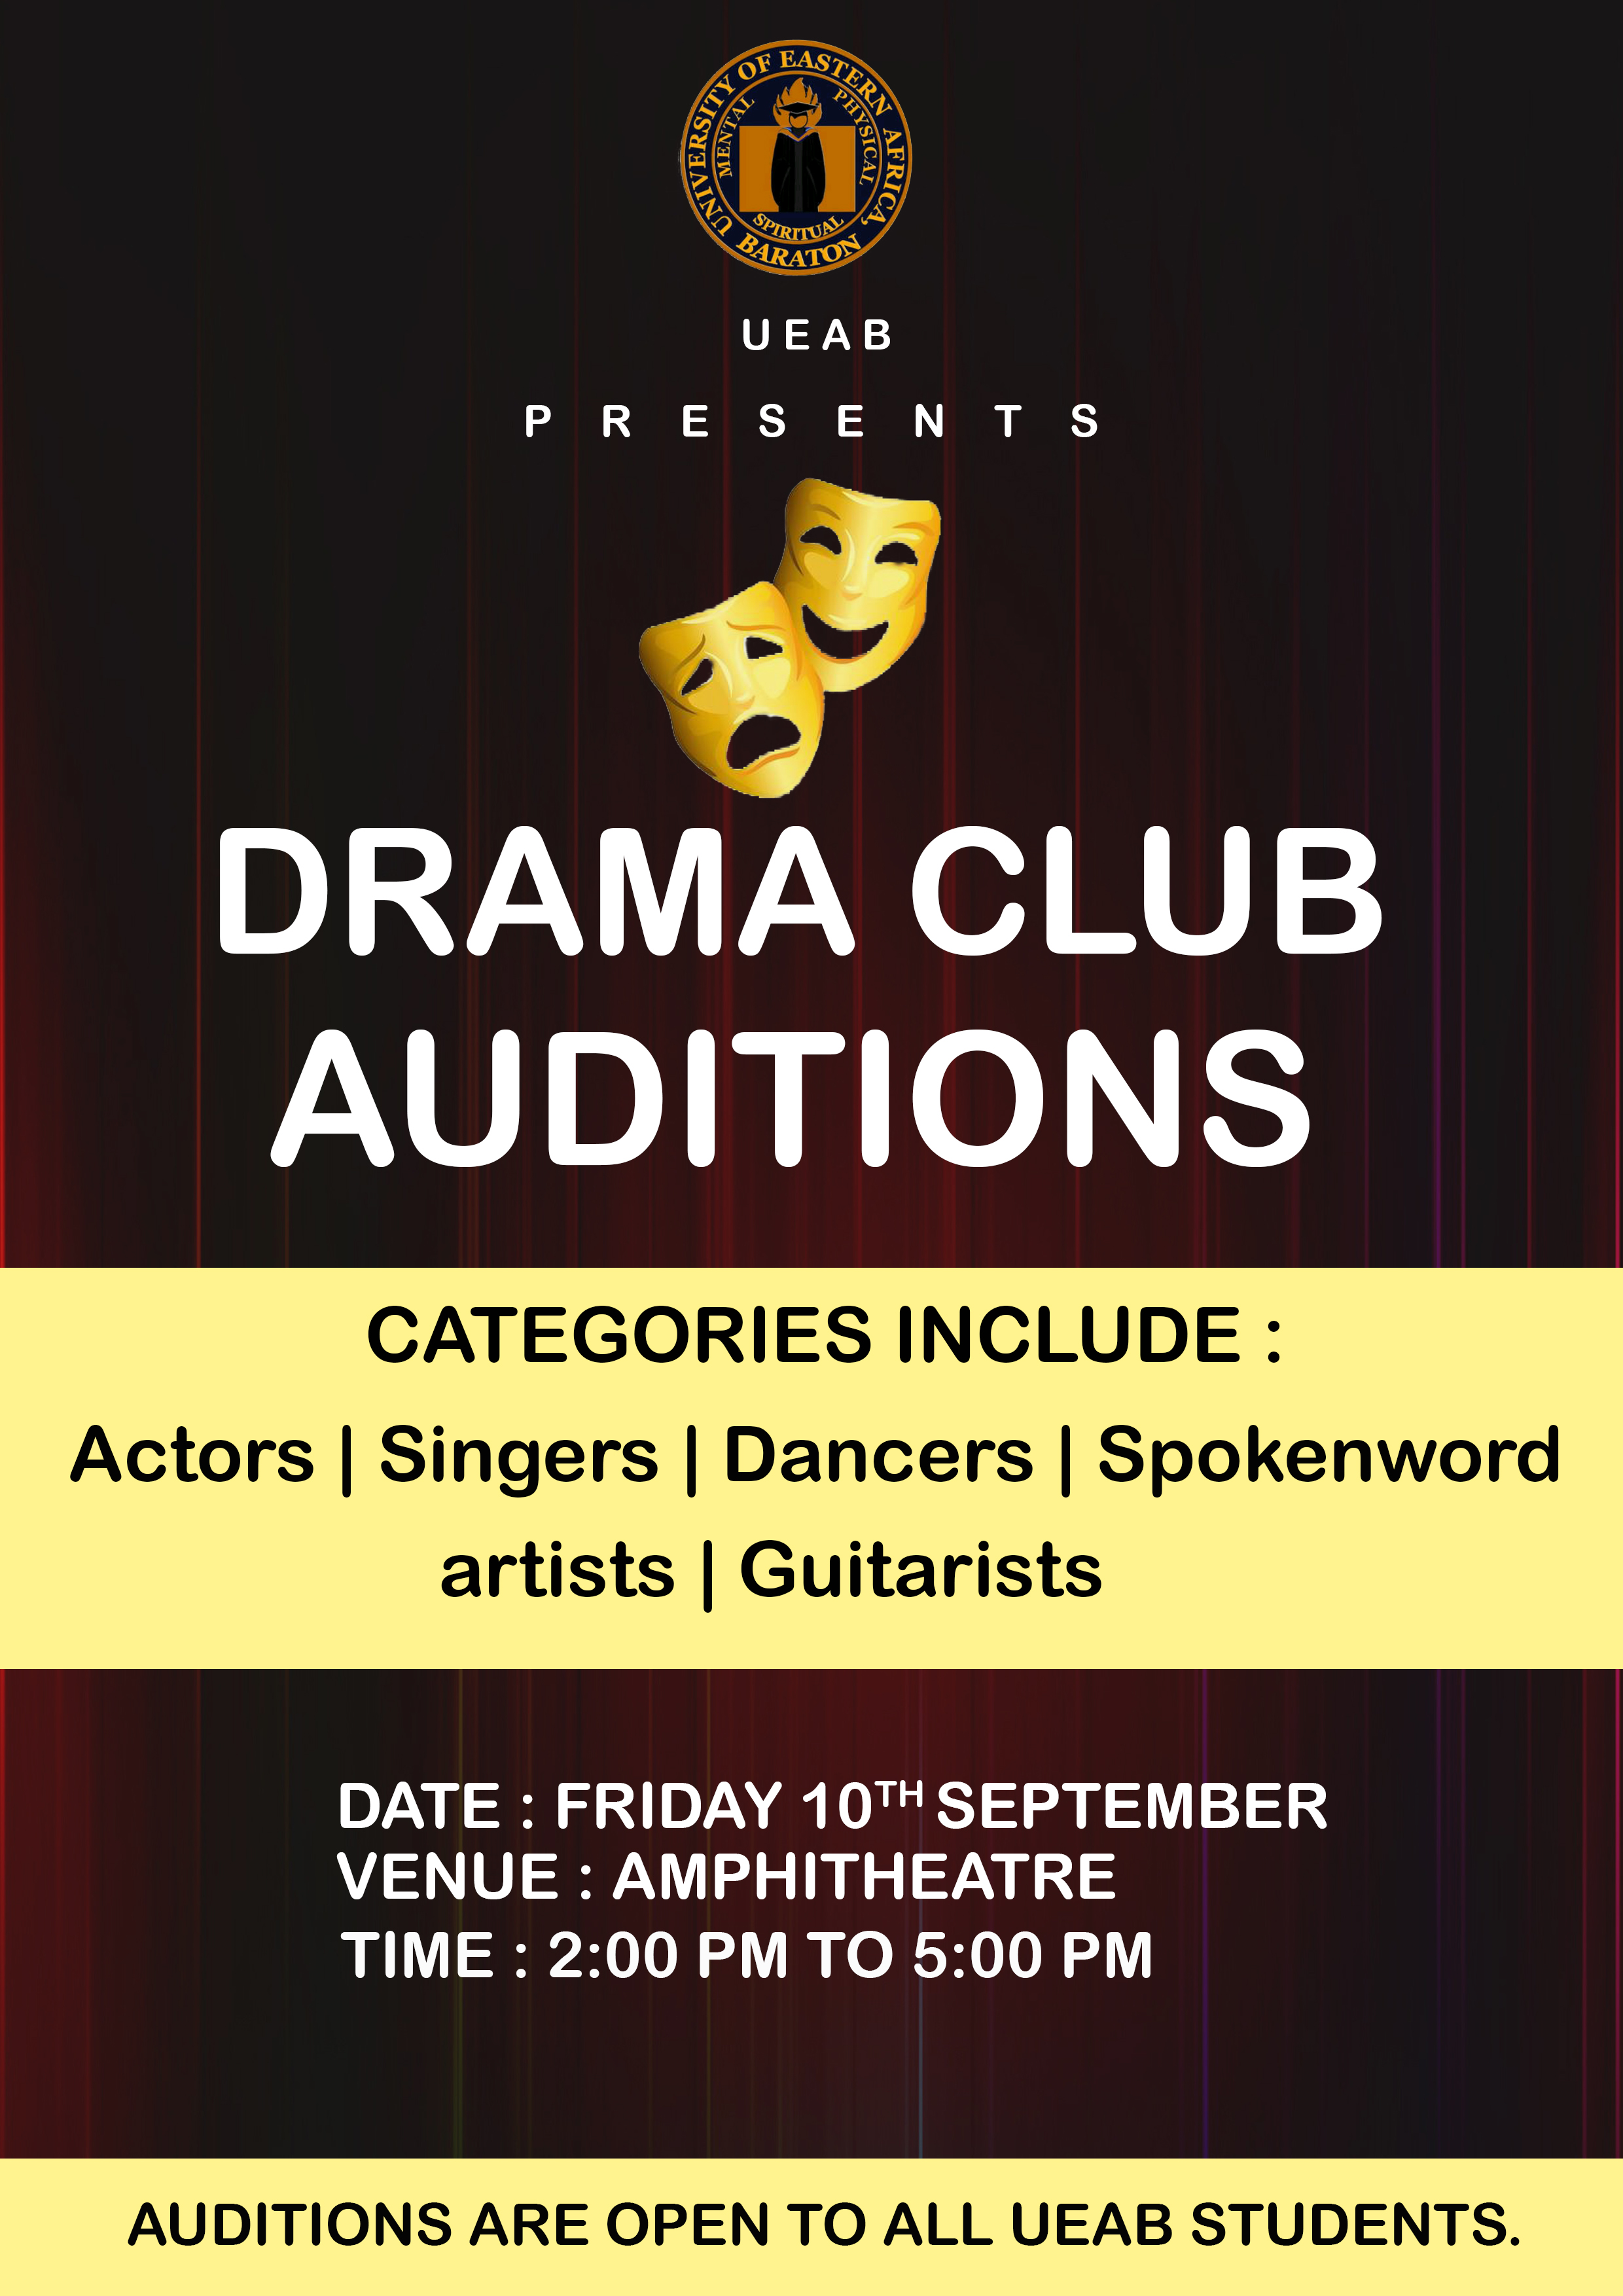 UNIVERSITY OF EASTERN AFRICA,
BARATON
MENTAL
PHYSICAL
SPIRITUAL
UEAB
PRESENTS
DRAMA CLUB
AUDITIONS
CATEGORIES INCLUDE :
Actors | Singers | Dancers | Spokenword
artists | Guitarists
DATE : FRIDAY 10TH SEPTEMBER
VENUE : AMPHITHEATRE
TIME : 2:00 PM TO 5:00 PM
AUDITIONS ARE OPEN TO ALL UEAB STUDENTS.